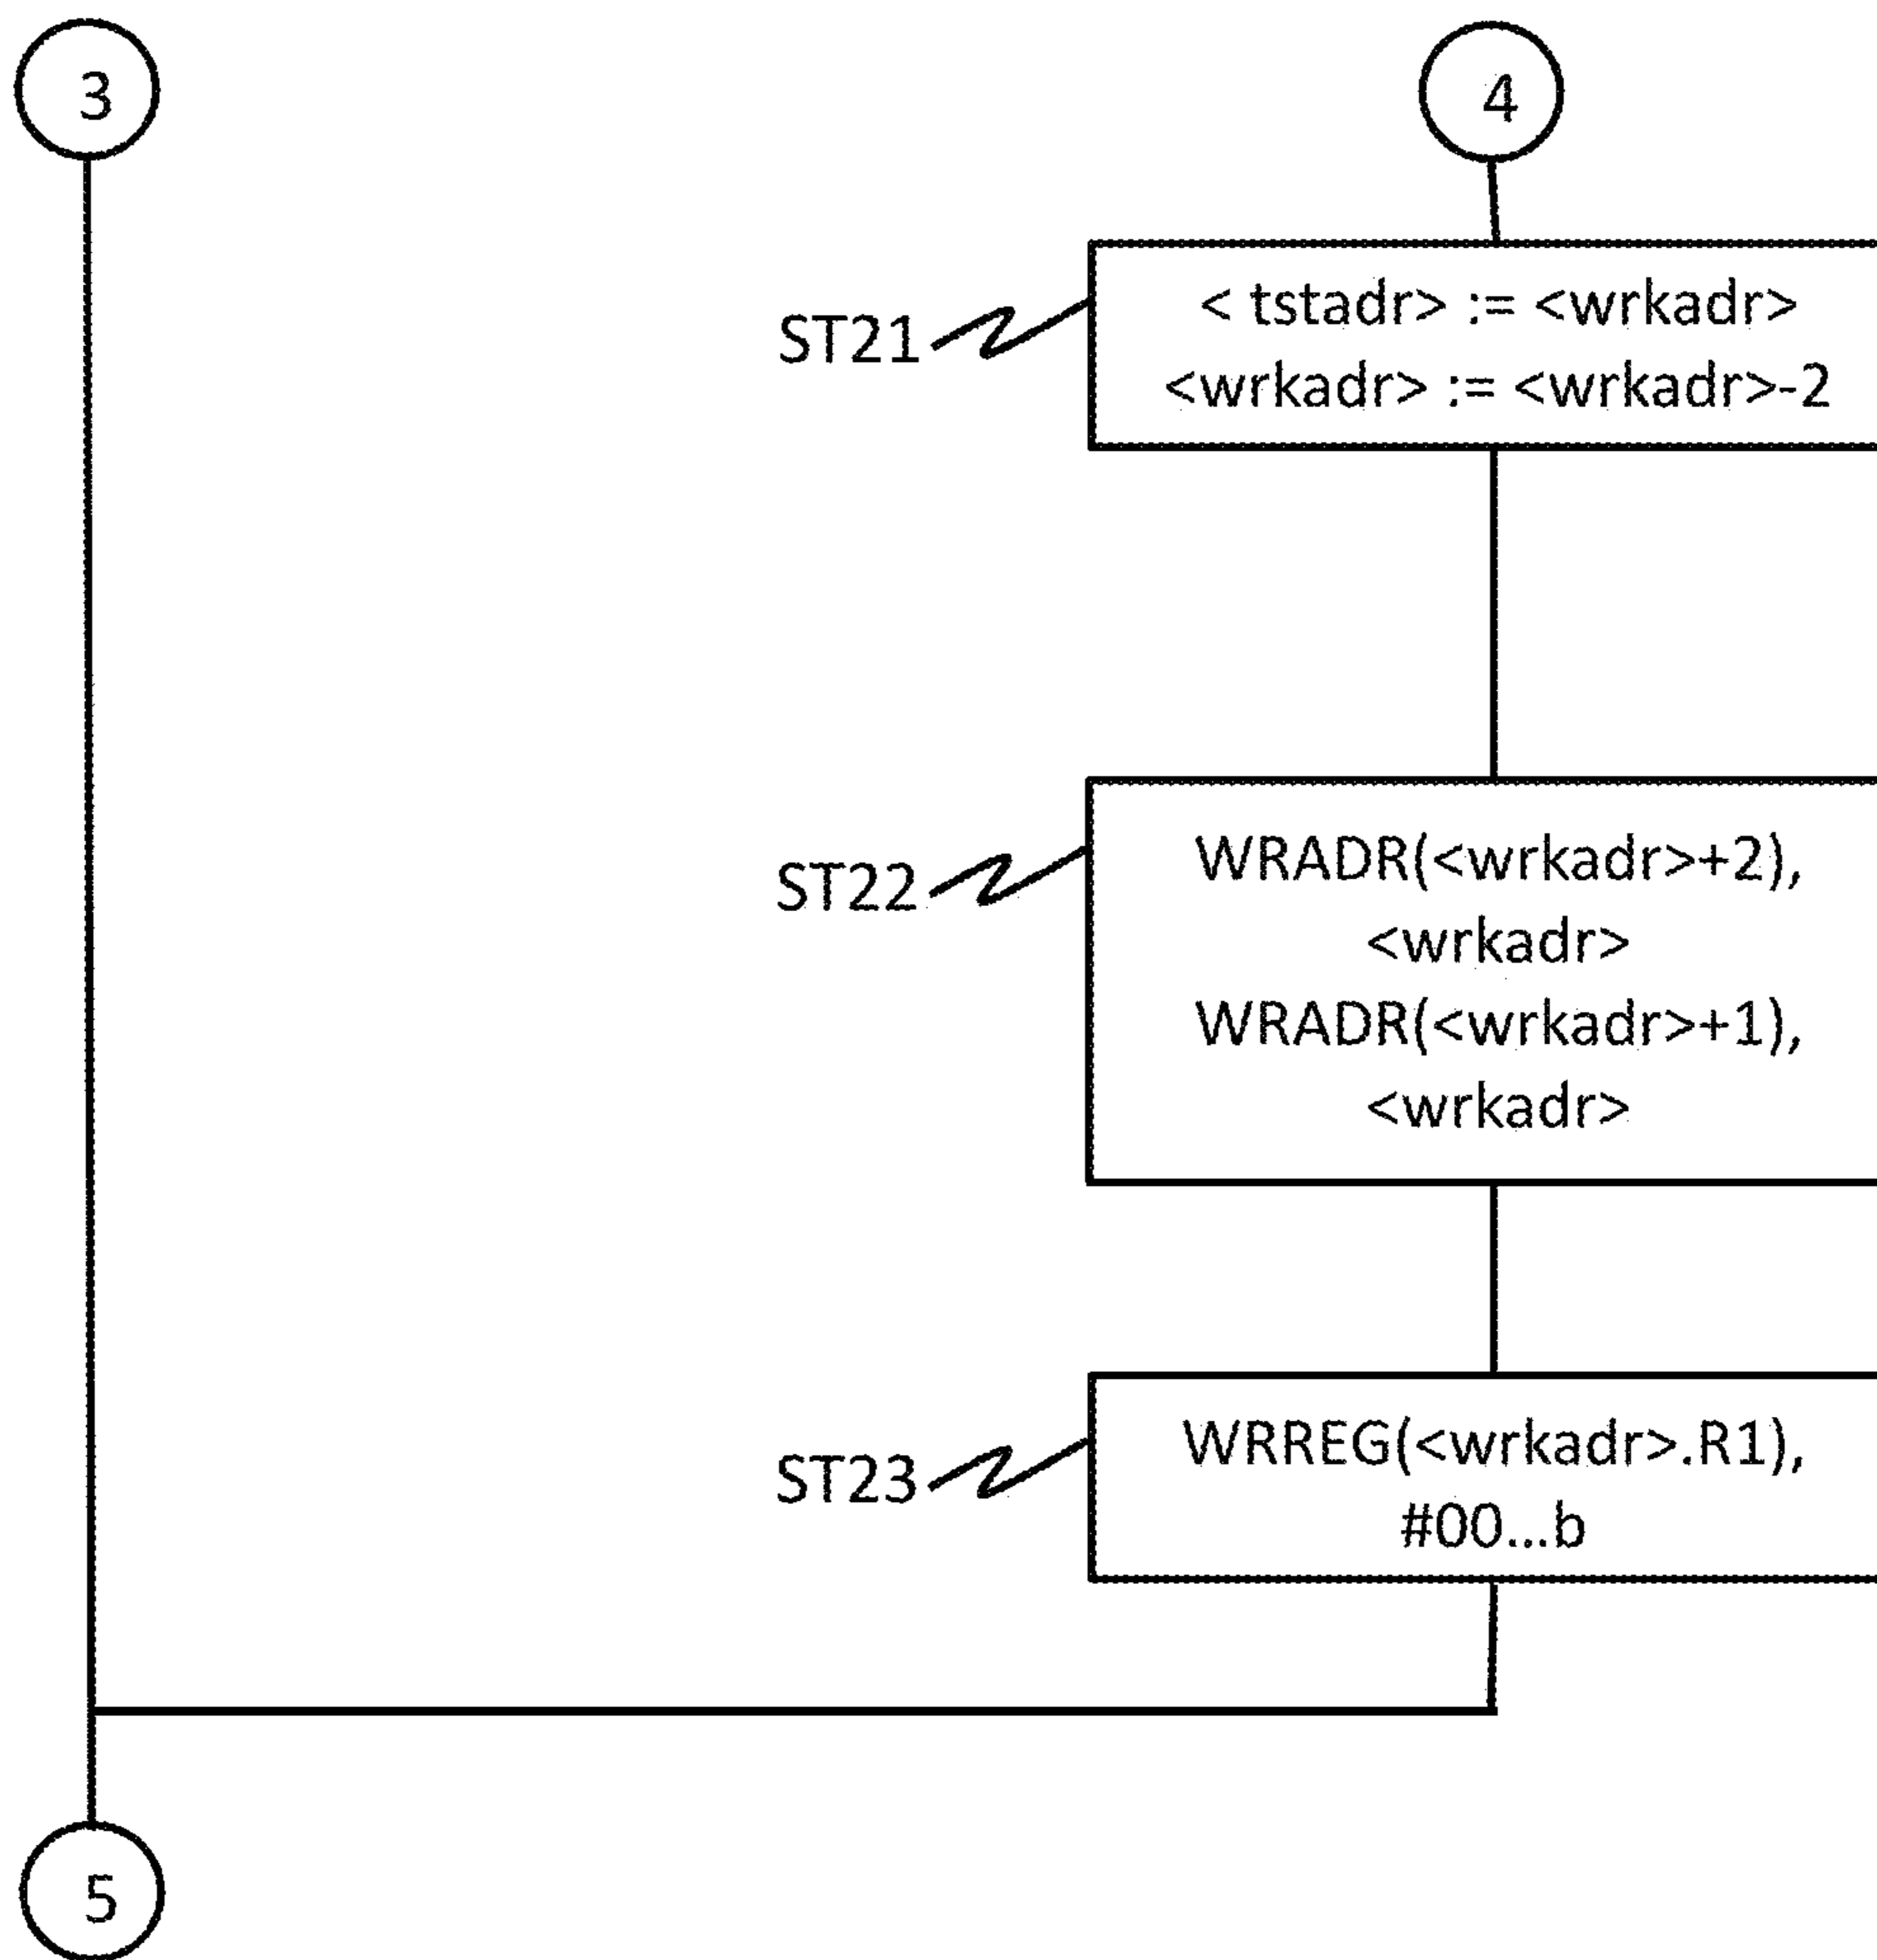 3
4
ST21
< tstadr> := <wrkadr>
<wrkadr> := <wrkadr>-2
ST22
WRADR(<wrkadr>+2),
<wrkadr>
WRADR(<wrkadr>+1),
<wrkadr>
ST23
WRREG(<wrkadr>.R1),
#00...b
5